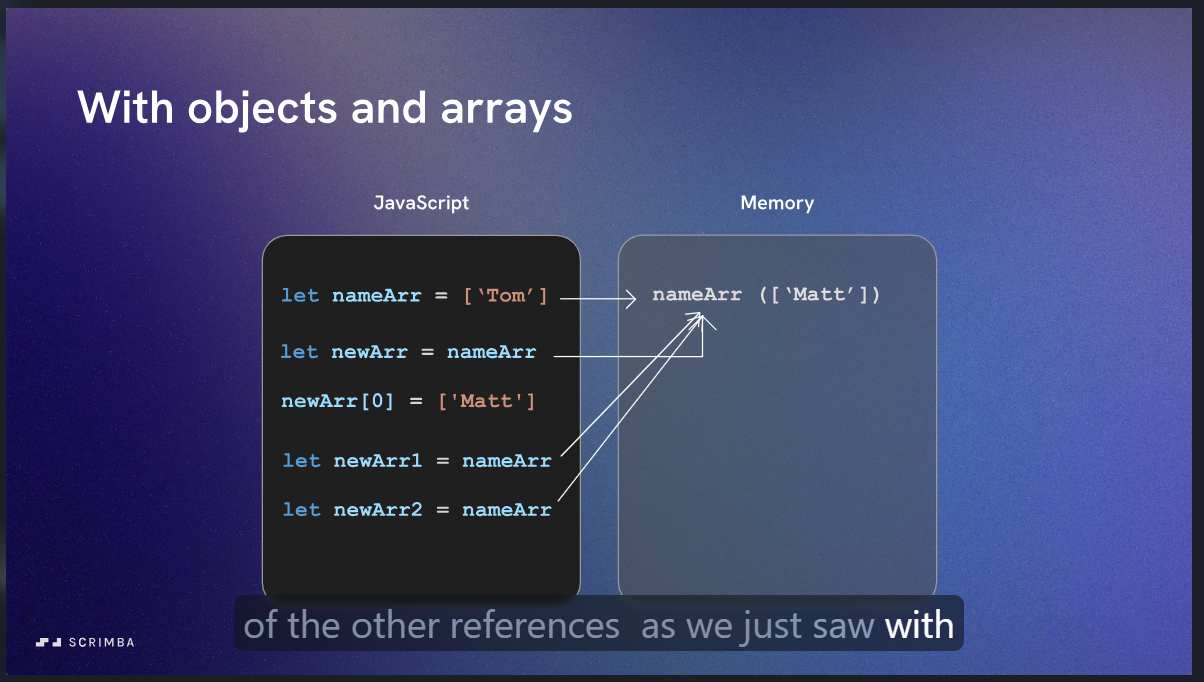 With objects and arrays
JavaScript
Memory
let nameArr = [‘Tom’]
nameArr ([‘Matt’])
let newArr = nameArr
newArr[0] = ['Matt']
let newArr1 = nameArr
let newArr2 = nameArr
of the other references as we just saw with
SCRIMBA